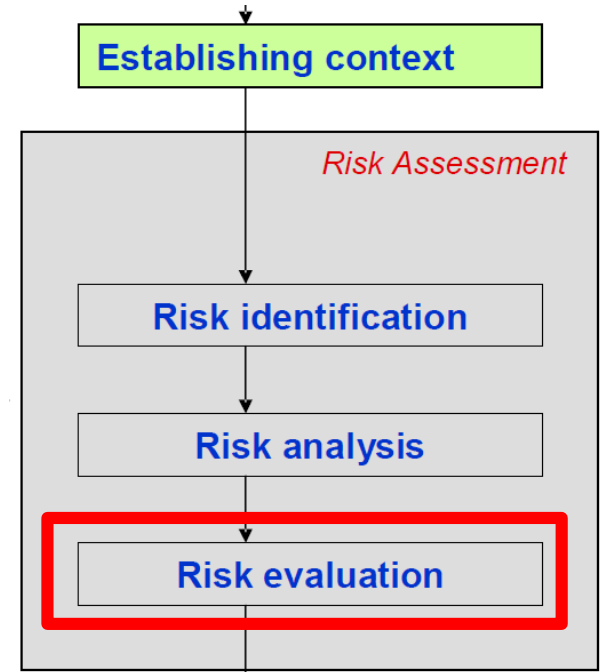 Establishing context
Risk Assessment
Risk identification
Risk analysis
Risk evaluation